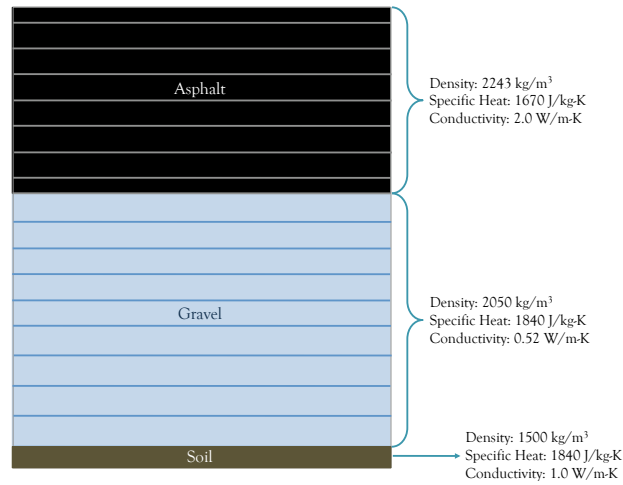 Asphalt
Density: 2243 kg/m³
Specific Heat: 1670 J/kg-K
Conductivity: 2.0 W/m-K
Gravel
Density: 2050 kg/m³
Specific Heat: 1840 J/kg-K
Conductivity: 0.52 W/m-K
Soil
Density: 1500 kg/m³
Specific Heat: 1840 J/kg-K
Conductivity: 1.0 W/m-K